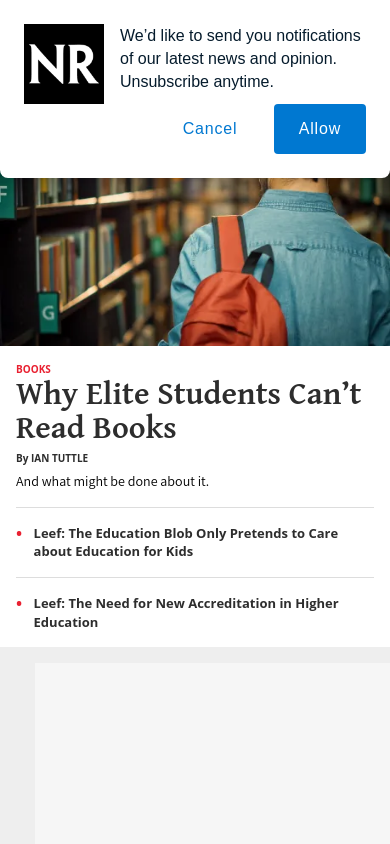 NR
We’d like to send you notifications
of our latest news and opinion.
Unsubscribe anytime.
Cancel
Allow
F
G
BOOKS
Why Elite Students Can’t
Read Books
By IAN TUTTLE
And what might be done about it.
Leef: The Education Blob Only Pretends to Care
about Education for Kids
Leef: The Need for New Accreditation in Higher
Education